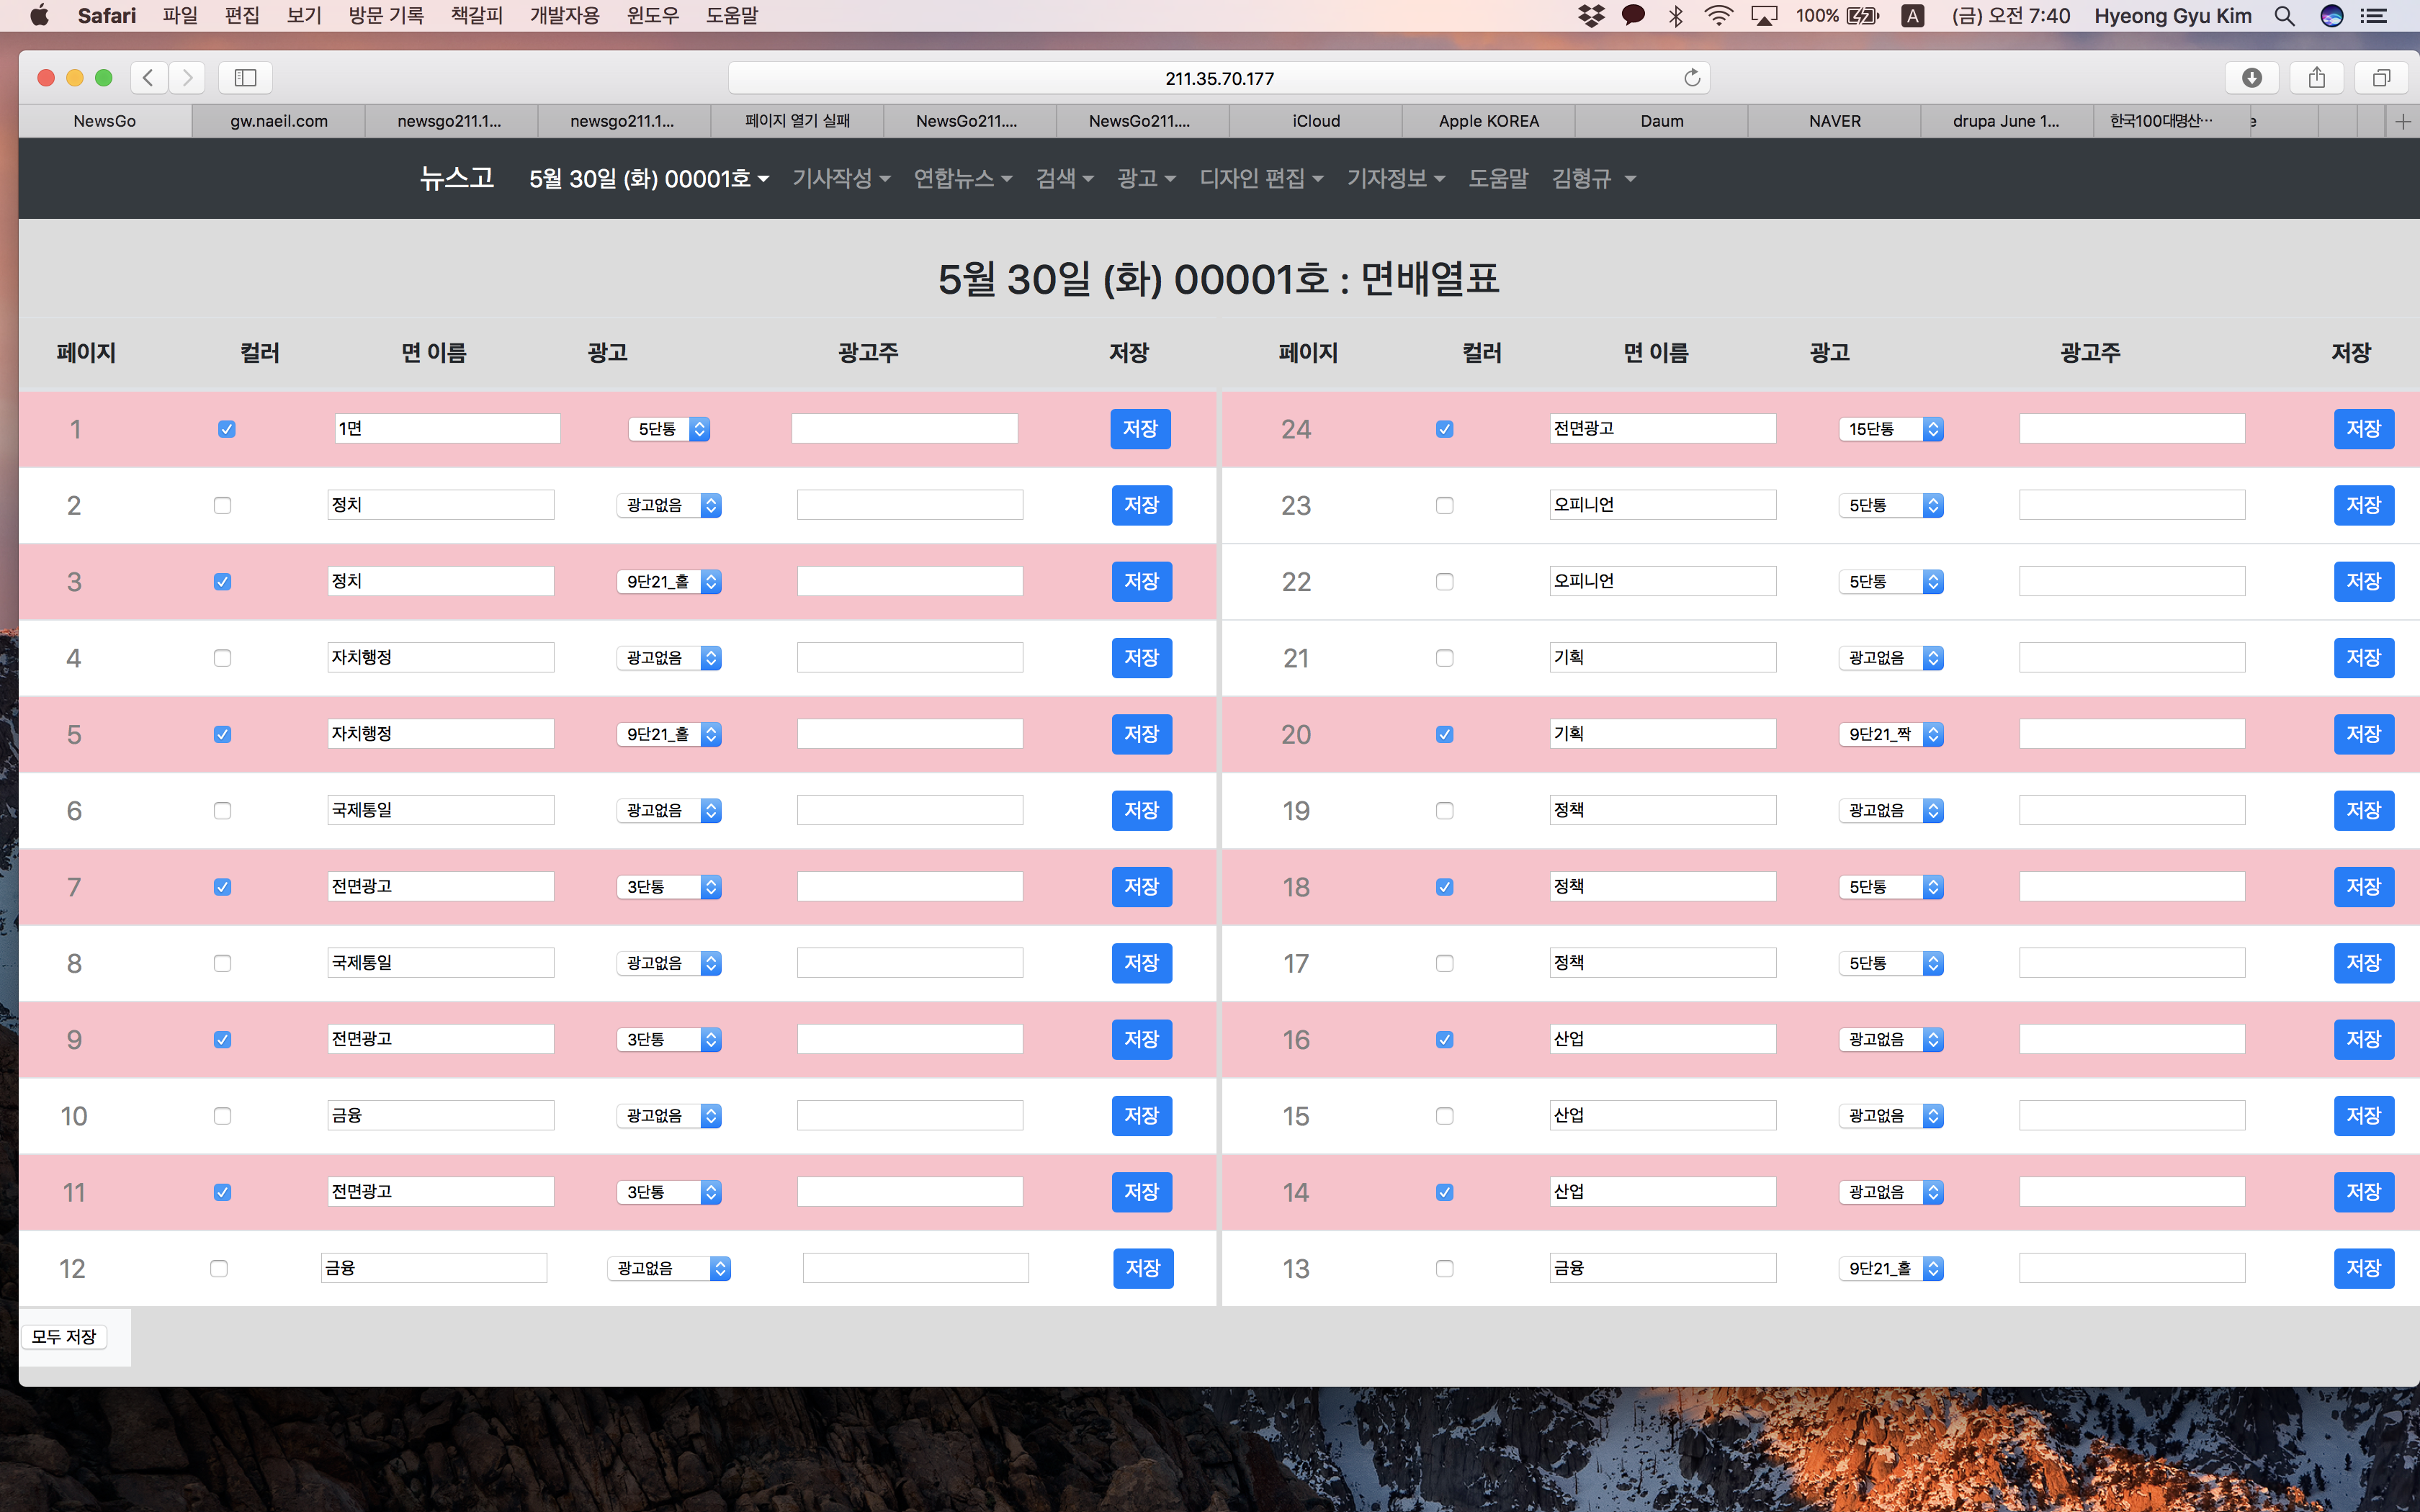 Safari 파일 편집 보기 방문 기록 책갈피 개발자용 윈도우 도움말 100% A (금) 오전 7:40 Hyeong Gyu Kim
211.35.70.177
NewsGo gw.naeil.com newsgo211.1... newsgo211.1... 페이지 열기 실패 NewsGo211.... NewsGo211.... iCloud Apple KOREA Daum NAVER drupa June 1... 한국100대명산… e
뉴스고 5월 30일 (화) 00001호 기사작성 연합뉴스 검색 광고 디자인 편집 기자정보 도움말 김형규
5월 30일 (화) 00001호 : 면배열표
페이지 컬러 면 이름 광고 광고주 저장 페이지 컬러 면 이름 광고 광고주 저장
1 1면 5단통 저장 24 전면광고 15단통 저장
2 정치 광고없음 저장 23 오피니언 5단통 저장
3 정치 9단21_홀 저장 22 오피니언 5단통 저장
4 자치행정 광고없음 저장 21 기획 광고없음 저장
5 자치행정 9단21_홀 저장 20 기획 9단21_짝 저장
6 국제통일 광고없음 저장 19 정책 광고없음 저장
7 전면광고 3단통 저장 18 정책 5단통 저장
8 국제통일 광고없음 저장 17 정책 5단통 저장
9 전면광고 3단통 저장 16 산업 광고없음 저장
10 금융 광고없음 저장 15 산업 광고없음 저장
11 전면광고 3단통 저장 14 산업 광고없음 저장
12 금융 광고없음 저장 13 금융 9단21_홀 저장
모두 저장